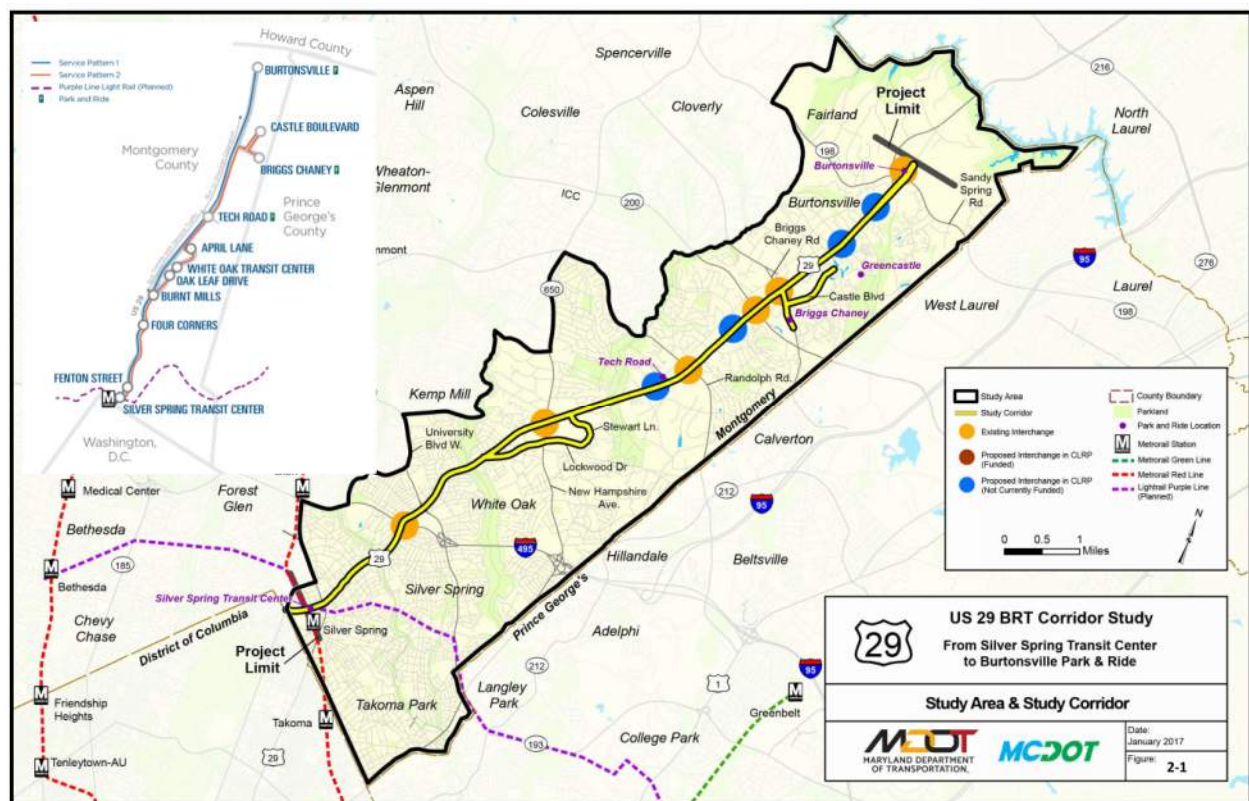 Howard County
Service Pattern 1
Service Pattern 2
Purple Line Light Rail (Planned)
P Park and Ride
BURTONSVILLE P
CASTLE BOULEVARD
Montgomery
County
BRIGGS CHANEY P
TECH ROAD P
Prince
George's
County
APRIL LANE
WHITE OAK TRANSIT CENTER
OAK LEAF DRIVE
BURNT MILLS
US 29
FOUR CORNERS
FENTON STREET
M
SILVER SPRING TRANSIT CENTER
Washington,
D.C.
Spencerville
Aspen
Hill
Colesville
Cloverly
Fairland
Project
Limit
216
North
Laurel
198
Burtonsville
Wheaton-
Glenmont
ICC
200
Burtonsville
Sandy
Spring
Rd
Briggs
Chaney Rd
29
Greencastle
95
276
Laurel
650
Castle Blvd
West Laurel
198
Briggs Chaney
Tech Road
Randolph Rd.
Kemp Mill
Montgomery
University
Blvd W.
Stewart Ln.
Calverton
Lockwood Dr
New Hampshire
Ave.
White Oak
212
95
M
Medical Center
Forest
Glen
M
Bethesda
495
Hillandale
Beltsville
29
185
M
Bethesda
Silver Spring Transit Center
Silver Spring
Prince George's
Chevy
Chase
District of Columbia
M
Silver Spring
Project
Limit
Adelphi
212
Langley
Park
1
95
M
Greenbelt
M
Friendship
Heights
Takoma
M
Takoma Park
29
193
College Park
M
Tenleytown-AU
Study Area
Study Corridor
Existing Interchange
Proposed Interchange in CLRP
(Funded)
Proposed Interchange in CLRP
(Not Currently Funded)
County Boundary
Parkland
Park and Ride Location
M Metrorail Station
Metrorail Green Line
Metrorail Red Line
Lightrail Purple Line
(Planned)
N
0 0.5 1
Miles
29
US 29 BRT Corridor Study
From Silver Spring Transit Center
to Burtonsville Park & Ride
Study Area & Study Corridor
MDOT
MARYLAND DEPARTMENT
OF TRANSPORTATION.
MCDOT
Date:
January 2017
Figure: 2-1